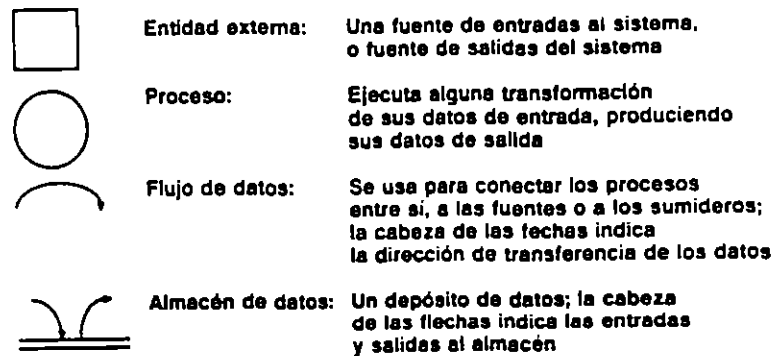 Entidad externa: Una fuente de entradas al sistema,
o fuente de salidas del sistema
Proceso: Ejecuta alguna transformación
de sus datos de entrada, produciendo
sus datos de salida
Flujo de datos: Se usa para conectar los procesos
entre sí, a las fuentes o a los sumideros;
la cabeza de las fechas indica
la dirección de transferencia de los datos
Almacén de datos: Un depósito de datos; la cabeza
de las flechas indica las entradas
y salidas al almacén